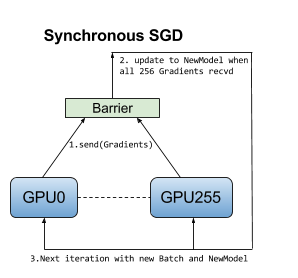 Synchronous SGD
2. update to NewModel when
all 256 Gradients recvd
Barrier
1.send(Gradients)
GPU0
GPU255
3.Next iteration with new Batch and NewModel